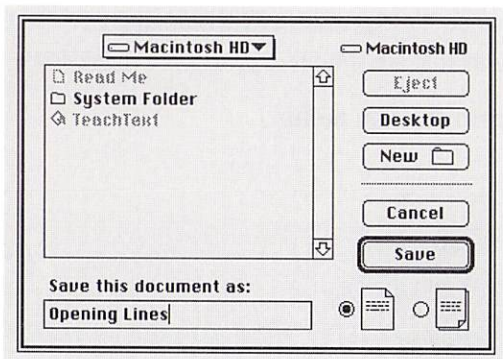 Macintosh HD
Macintosh HD
Read Me
System Folder
TeachText
Eject
Desktop
New
Cancel
Save
Save this document as:
Opening Lines